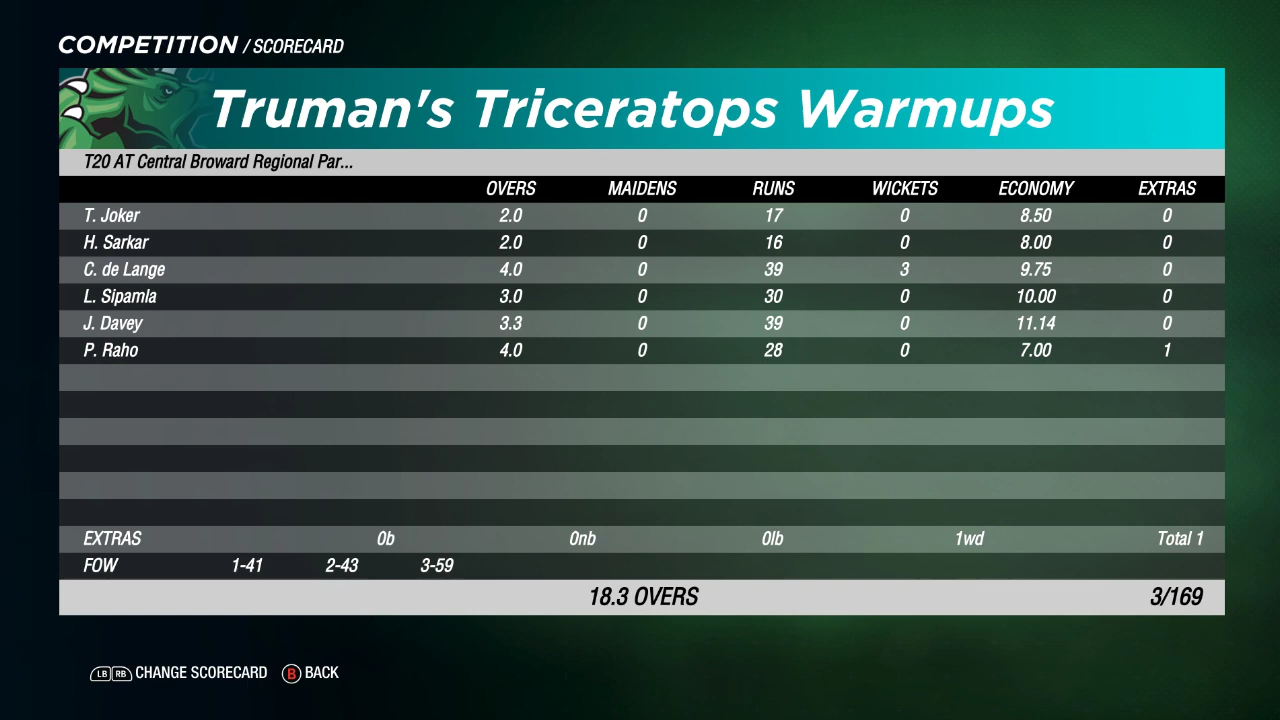 COMPETITION / SCORECARD
Truman's Triceratops Warmups
T20 AT Central Broward Regional Par...
OVERS MAIDENS RUNS WICKETS ECONOMY EXTRAS
T. Joker 2.0 0 17 0 8.50 0
H. Sarkar 2.0 0 16 0 8.00 0
C. de Lange 4.0 0 39 3 9.75 0
L. Sipamla 3.0 0 30 0 10.00 0
J. Davey 3.3 0 39 0 11.14 0
P. Raho 4.0 0 28 0 7.00 1
EXTRAS 0b 0nb 0lb 1wd Total 1
FOW 1-41 2-43 3-59
18.3 OVERS 3/169
LB RB CHANGE SCORECARD B BACK